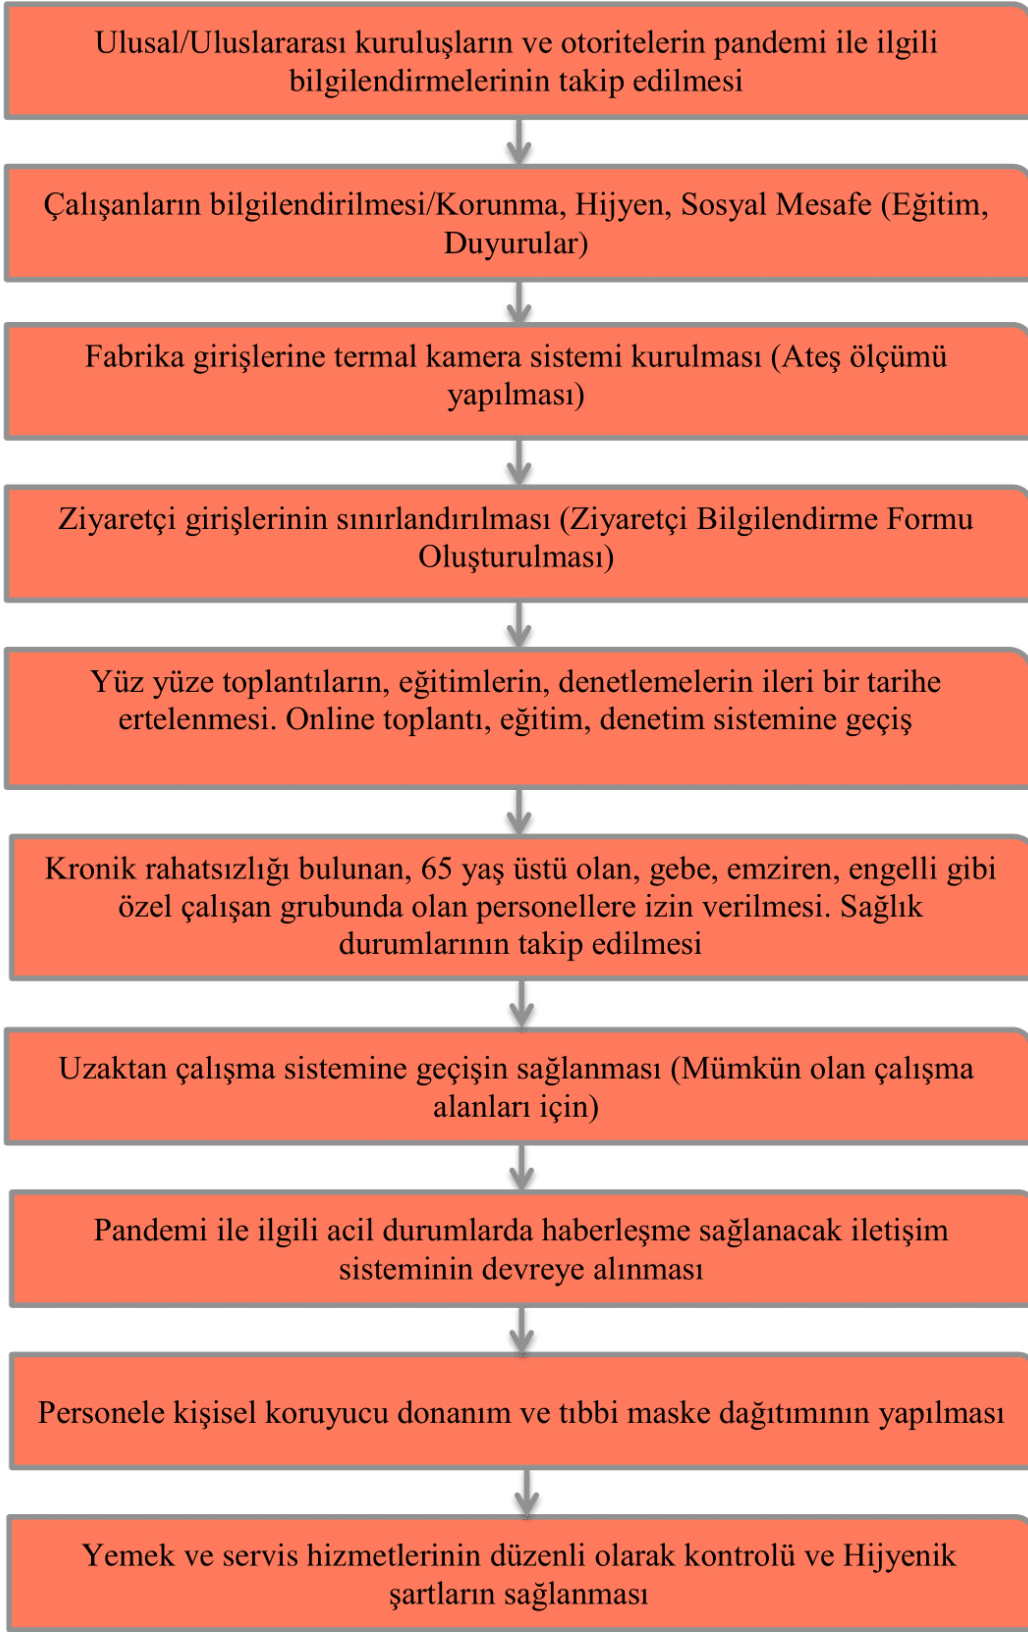 Ulusal/Uluslararası kuruluşların ve otoritelerin pandemi ile ilgili
bilgilendirmelerinin takip edilmesi
Çalışanların bilgilendirilmesi/Korunma, Hijyen, Sosyal Mesafe (Eğitim,
Duyurular)
Fabrika girişlerine termal kamera sistemi kurulması (Ateş ölçümü
yapılması)
Ziyaretçi girişlerinin sınırlandırılması (Ziyaretçi Bilgilendirme Formu
Oluşturulması)
Yüz yüze toplantıların, eğitimlerin, denetlemelerin ileri bir tarihe
ertelenmesi. Online toplantı, eğitim, denetim sistemine geçiş
Kronik rahatsızlığı bulunan, 65 yaş üstü olan, gebe, emziren, engelli gibi
özel çalışan grubunda olan personellere izin verilmesi. Sağlık
durumlarının takip edilmesi
Uzaktan çalışma sistemine geçişin sağlanması (Mümkün olan çalışma
alanları için)
Pandemi ile ilgili acil durumlarda haberleşme sağlanacak iletişim
sisteminin devreye alınması
Personele kişisel koruyucu donanım ve tıbbi maske dağıtımının yapılması
Yemek ve servis hizmetlerinin düzenli olarak kontrolü ve Hijyenik
şartların sağlanması